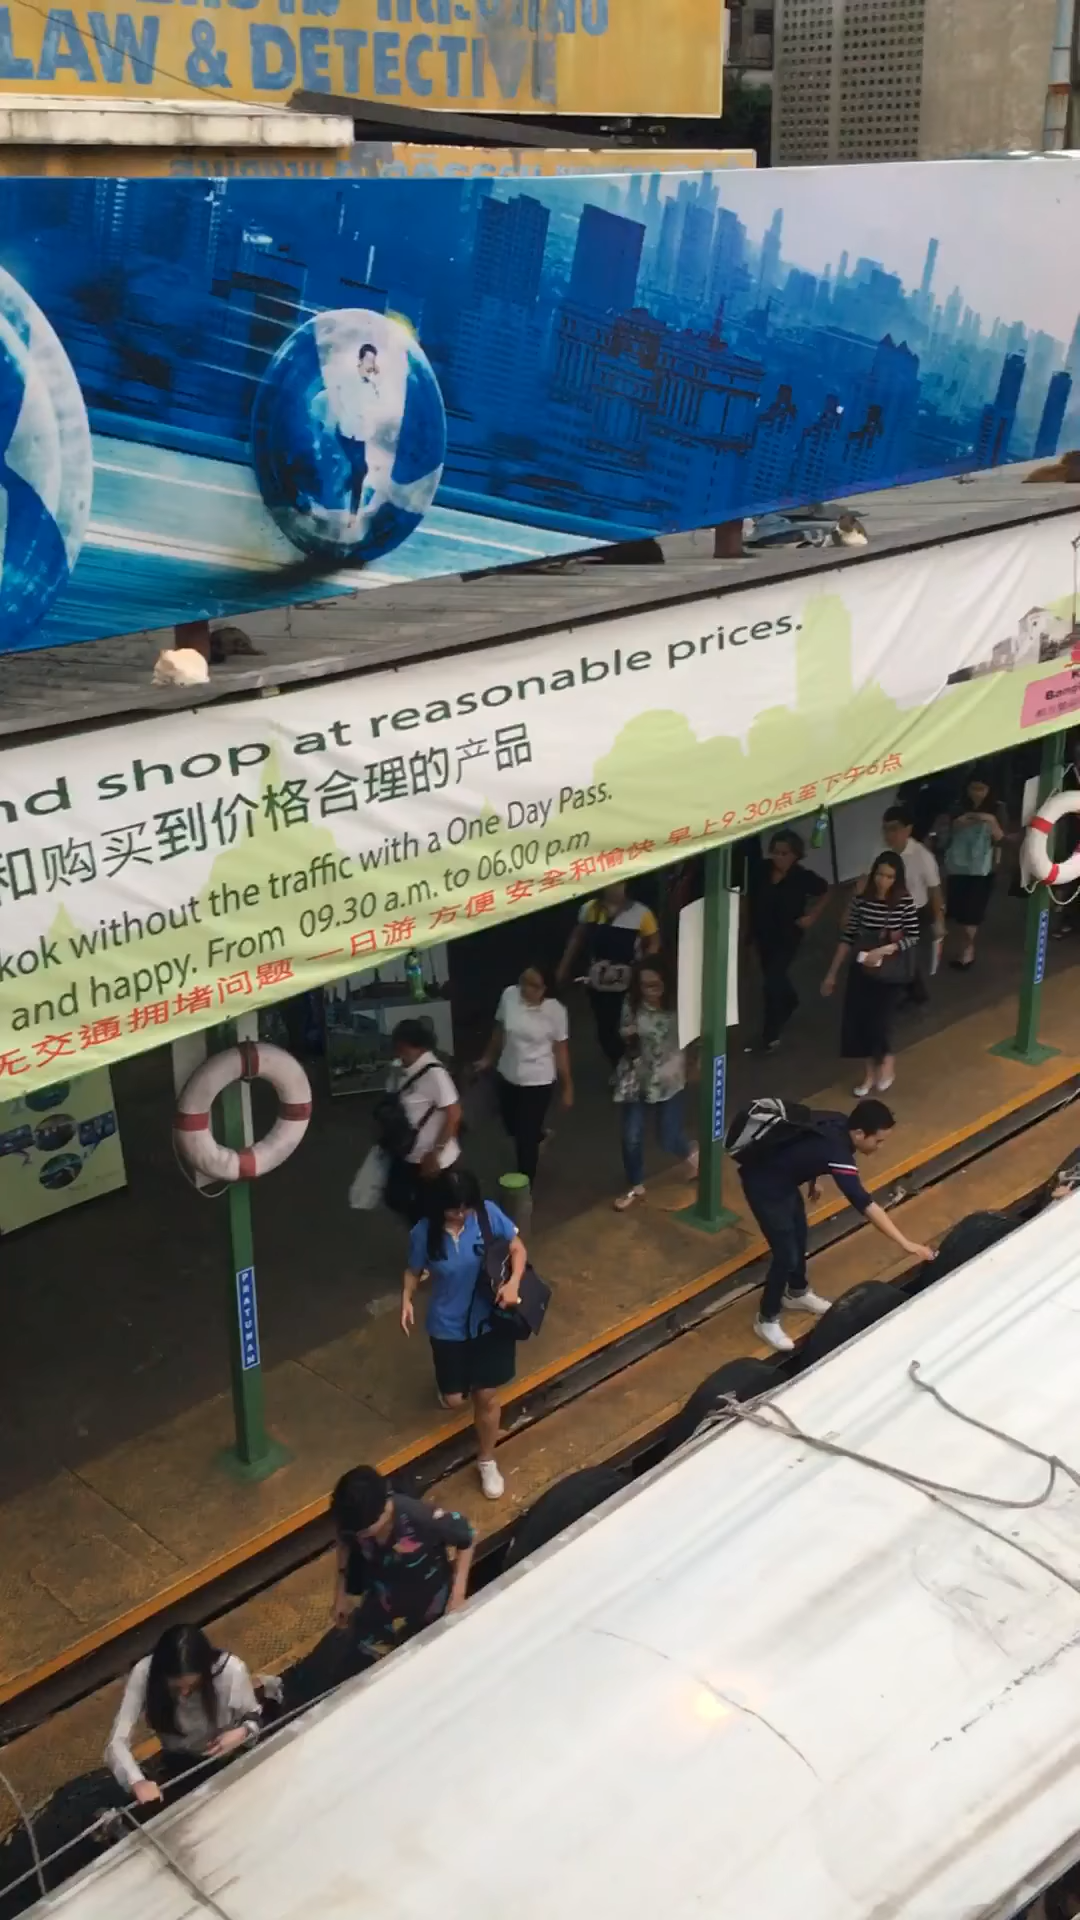 LAW & DETECTIVE
nd shop at reasonable prices.
和购买到价格合理的产品
kok without the traffic with a One Day Pass.
and happy. From 09.30 a.m. to 06.00 p.m
无交通拥堵问题 一日游 方便 安全和愉快 早上9.30点至下午6点
PRATUNAM
PRATUNAM
PRATUNAM